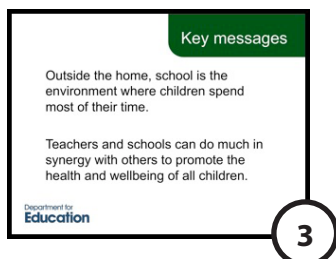 Key messages
Outside the home, school is the
environment where children spend
most of their time.
Teachers and schools can do much in
synergy with others to promote the
health and wellbeing of all children.
Department for
Education
3